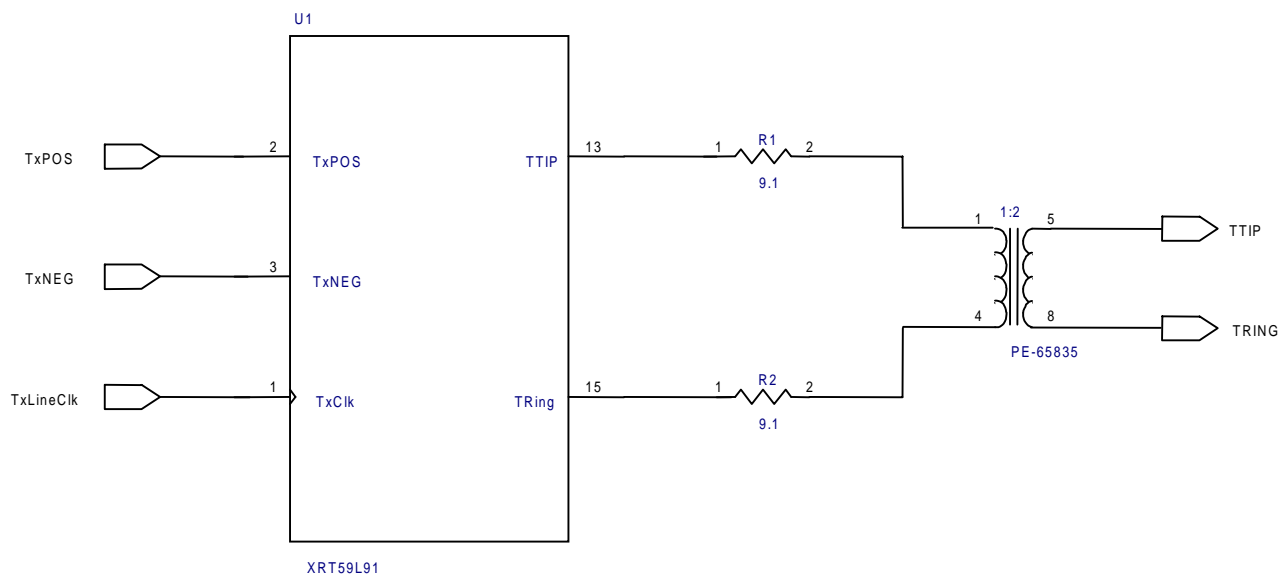 U1
TxPOS
2
TxPOS
TTIP
13
1
R1
2
9.1
TxNEG
3
TxNEG
1
1:2
5
TTIP
4
8
TRING
PE-65835
TxLineClk
1
TxClk
TRing
15
1
R2
2
9.1
XRT59L91